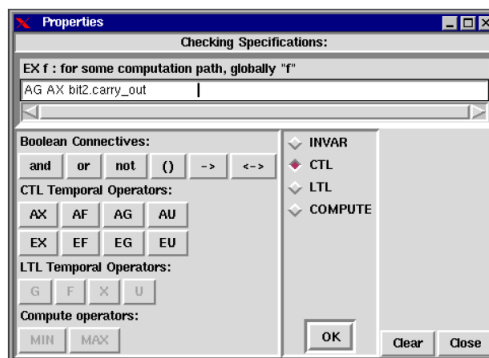 Properties
Checking Specifications:
EX f : for some computation path, globally "f"
AG AX bit2.carry_out
Boolean Connectives:
and or not () -> <->
CTL Temporal Operators:
AX AF AG AU
EX EF EG EU
LTL Temporal Operators:
G F X U
Compute operators:
MIN MAX
INVAR
CTL
LTL
COMPUTE
OK
Clear Close